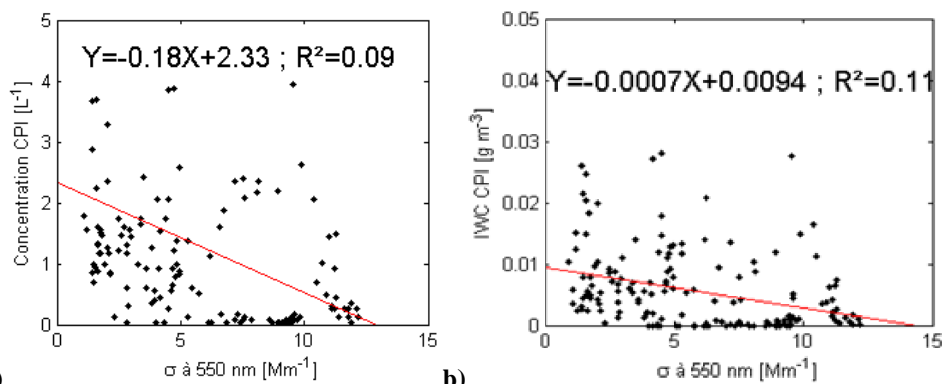 Y=-0.18X+2.33 ; R²=0.09
Concentration CPI [L⁻¹]
5
4
3
2
1
0
0 5 10 15
σ à 550 nm [Mm⁻¹]
)
b)
Y=-0.0007X+0.0094 ; R²=0.11
IWC CPI [g m⁻³]
0.05
0.04
0.03
0.02
0.01
0
0 5 10 15
σ à 550 nm [Mm⁻¹]